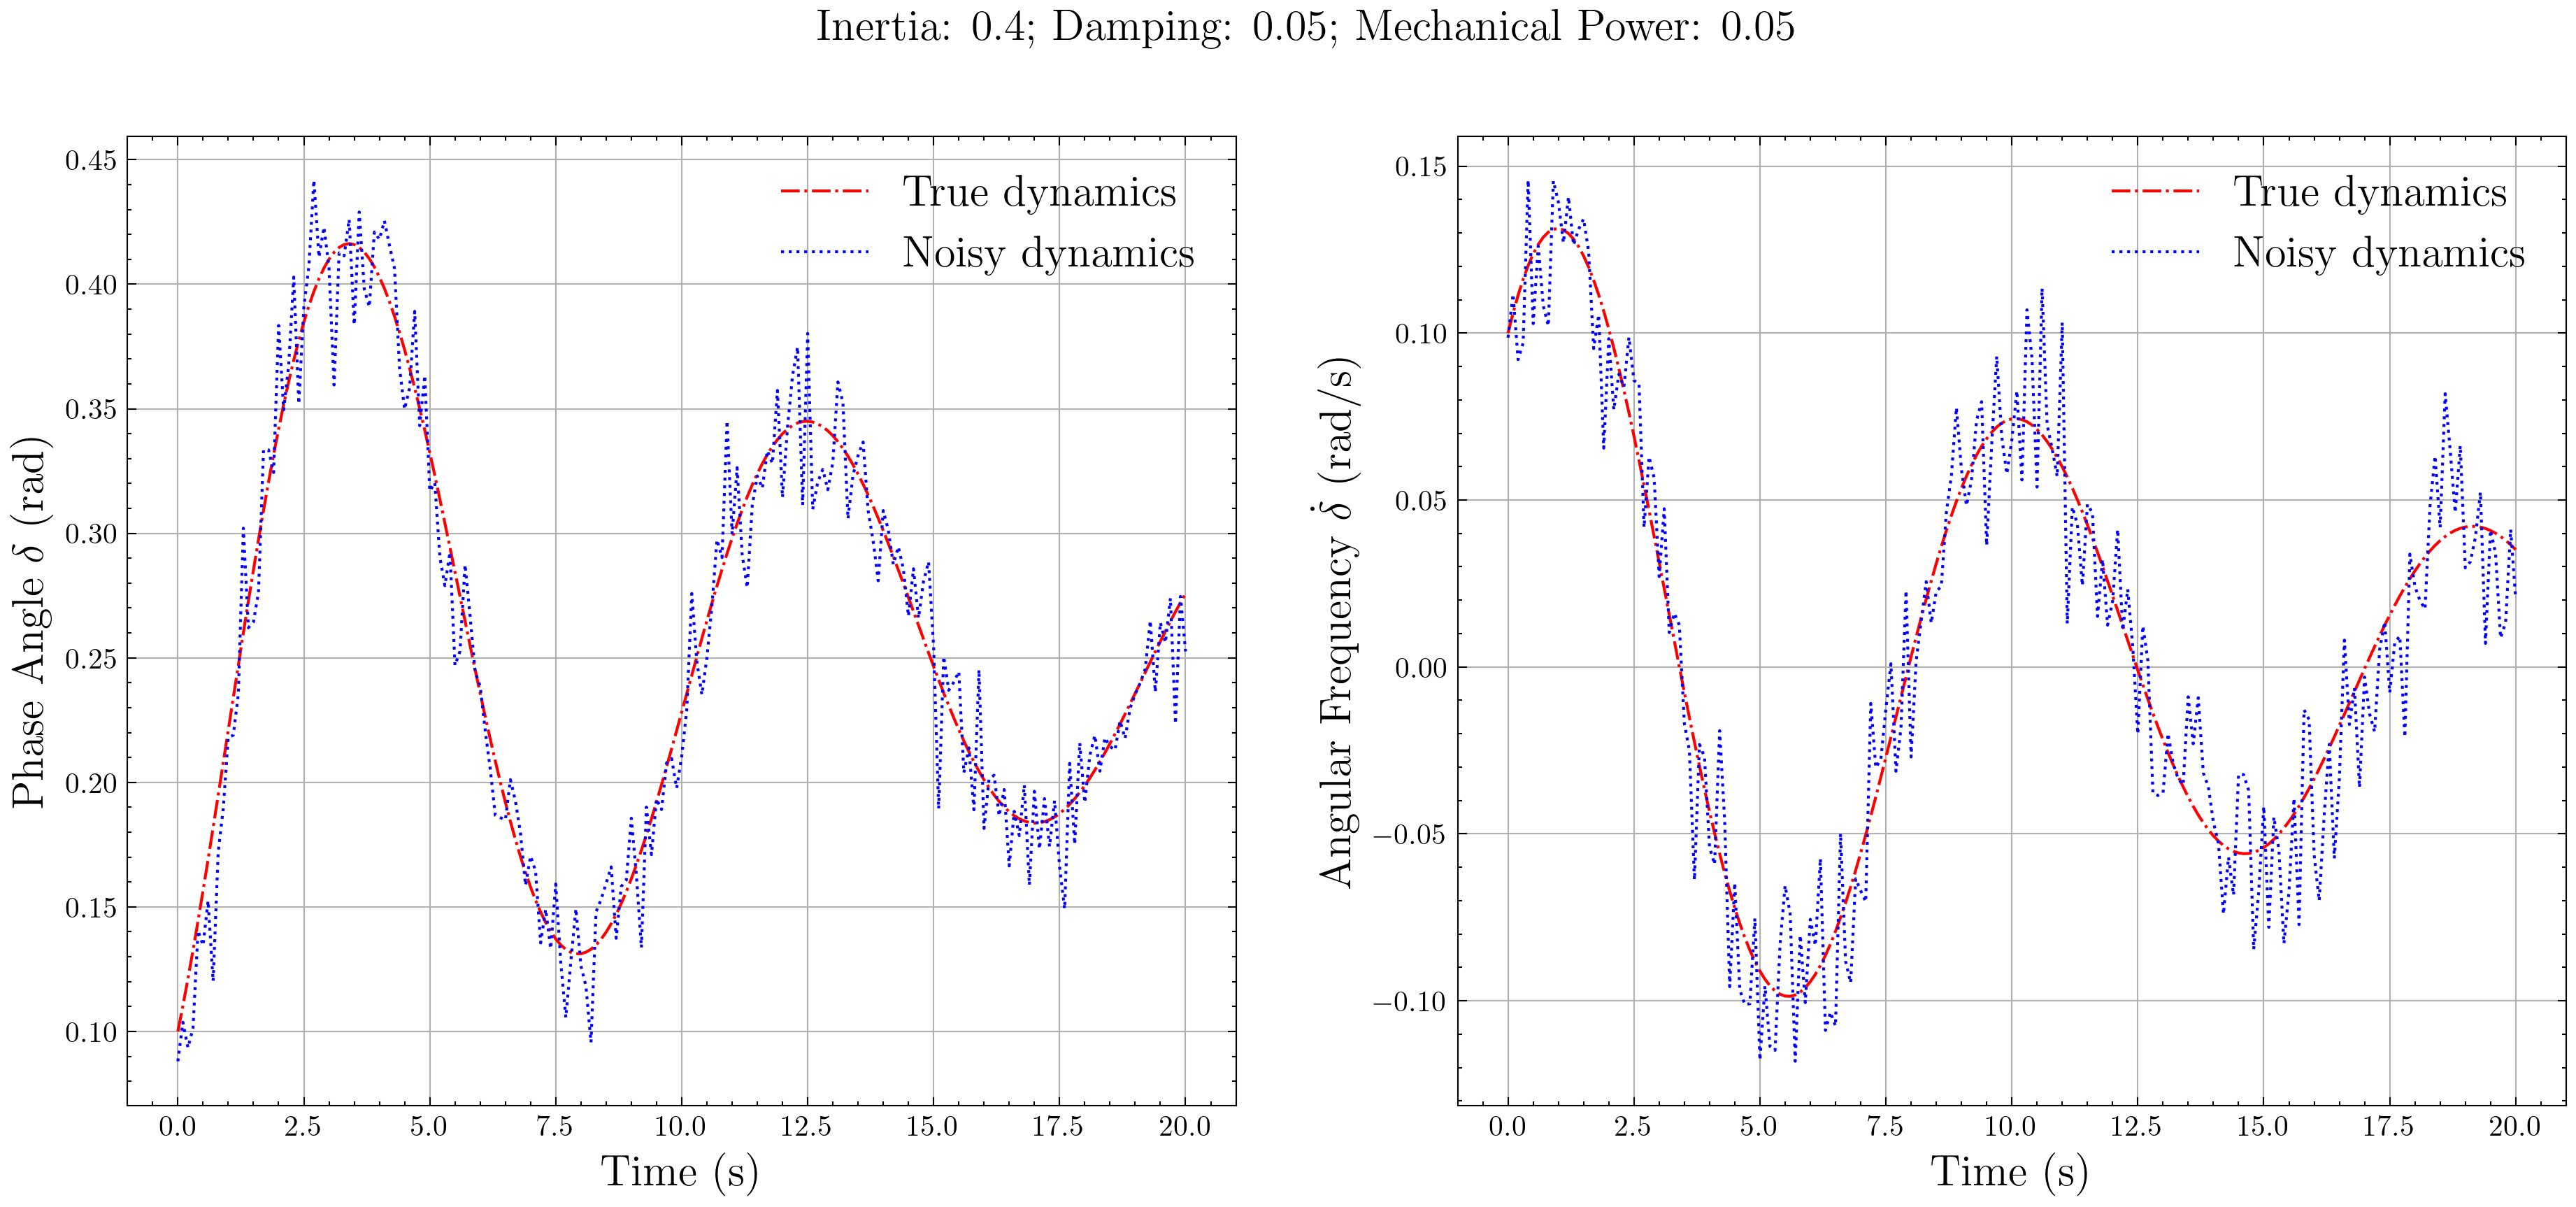 Inertia: 0.4; Damping: 0.05; Mechanical Power: 0.05
Phase Angle δ (rad)
0.45
0.40
0.35
0.30
0.25
0.20
0.15
0.10
True dynamics
Noisy dynamics
0.0 2.5 5.0 7.5 10.0 12.5 15.0 17.5 20.0
Time (s)
Angular Frequency δ̇ (rad/s)
0.15
0.10
0.05
0.00
−0.05
−0.10
True dynamics
Noisy dynamics
0.0 2.5 5.0 7.5 10.0 12.5 15.0 17.5 20.0
Time (s)